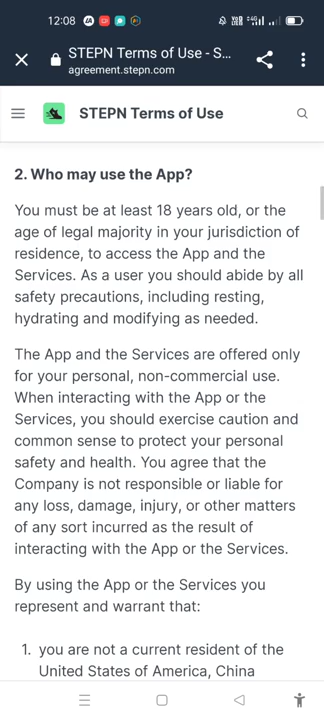 12:08
STEPN Terms of Use - S...
agreement.stepn.com
STEPN Terms of Use
2. Who may use the App?
You must be at least 18 years old, or the
age of legal majority in your jurisdiction of
residence, to access the App and the
Services. As a user you should abide by all
safety precautions, including resting,
hydrating and modifying as needed.
The App and the Services are offered only
for your personal, non-commercial use.
When interacting with the App or the
Services, you should exercise caution and
common sense to protect your personal
safety and health. You agree that the
Company is not responsible or liable for
any loss, damage, injury, or other matters
of any sort incurred as the result of
interacting with the App or the Services.
By using the App or the Services you
represent and warrant that:
1. you are not a current resident of the
United States of America, China